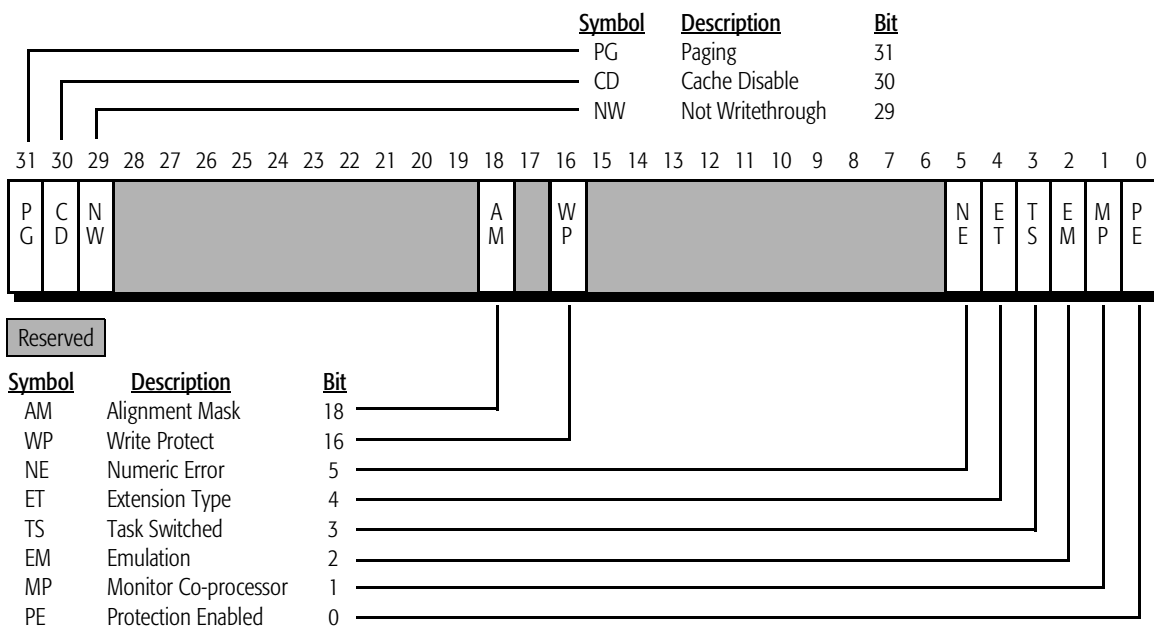 Symbol Description Bit
PG Paging 31
CD Cache Disable 30
NW Not Writethrough 29
31 30 29 28 27 26 25 24 23 22 21 20 19 18 17 16 15 14 13 12 11 10 9 8 7 6 5 4 3 2 1 0
P C N A W N E T E M P
G D W M P E T S M P E
Reserved
Symbol Description Bit
AM Alignment Mask 18
WP Write Protect 16
NE Numeric Error 5
ET Extension Type 4
TS Task Switched 3
EM Emulation 2
MP Monitor Co-processor 1
PE Protection Enabled 0